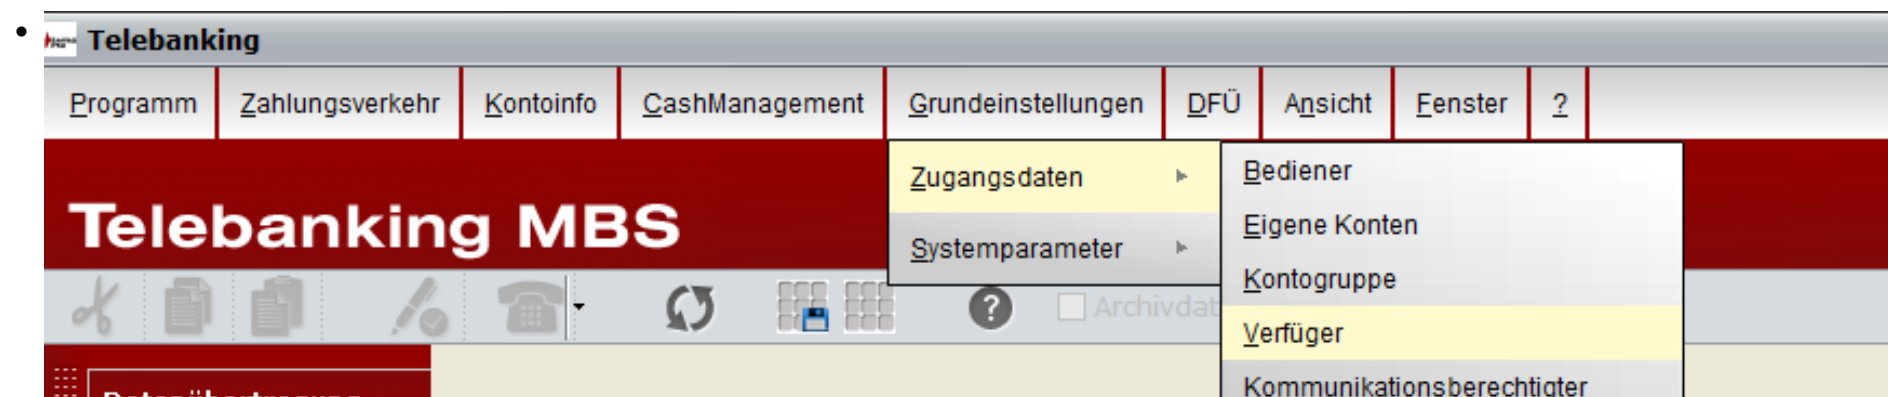 Telebanking
Programm Zahlungsverkehr Kontoinfo CashManagement Grundeinstellungen DFÜ Ansicht Fenster ?
Zugangsdaten
Systemparameter
Bediener
Eigene Konten
Kontogruppe
Verfüger
Kommunikationsberechtigter
Telebanking MBS
?
Archivdat
Datenübertragung